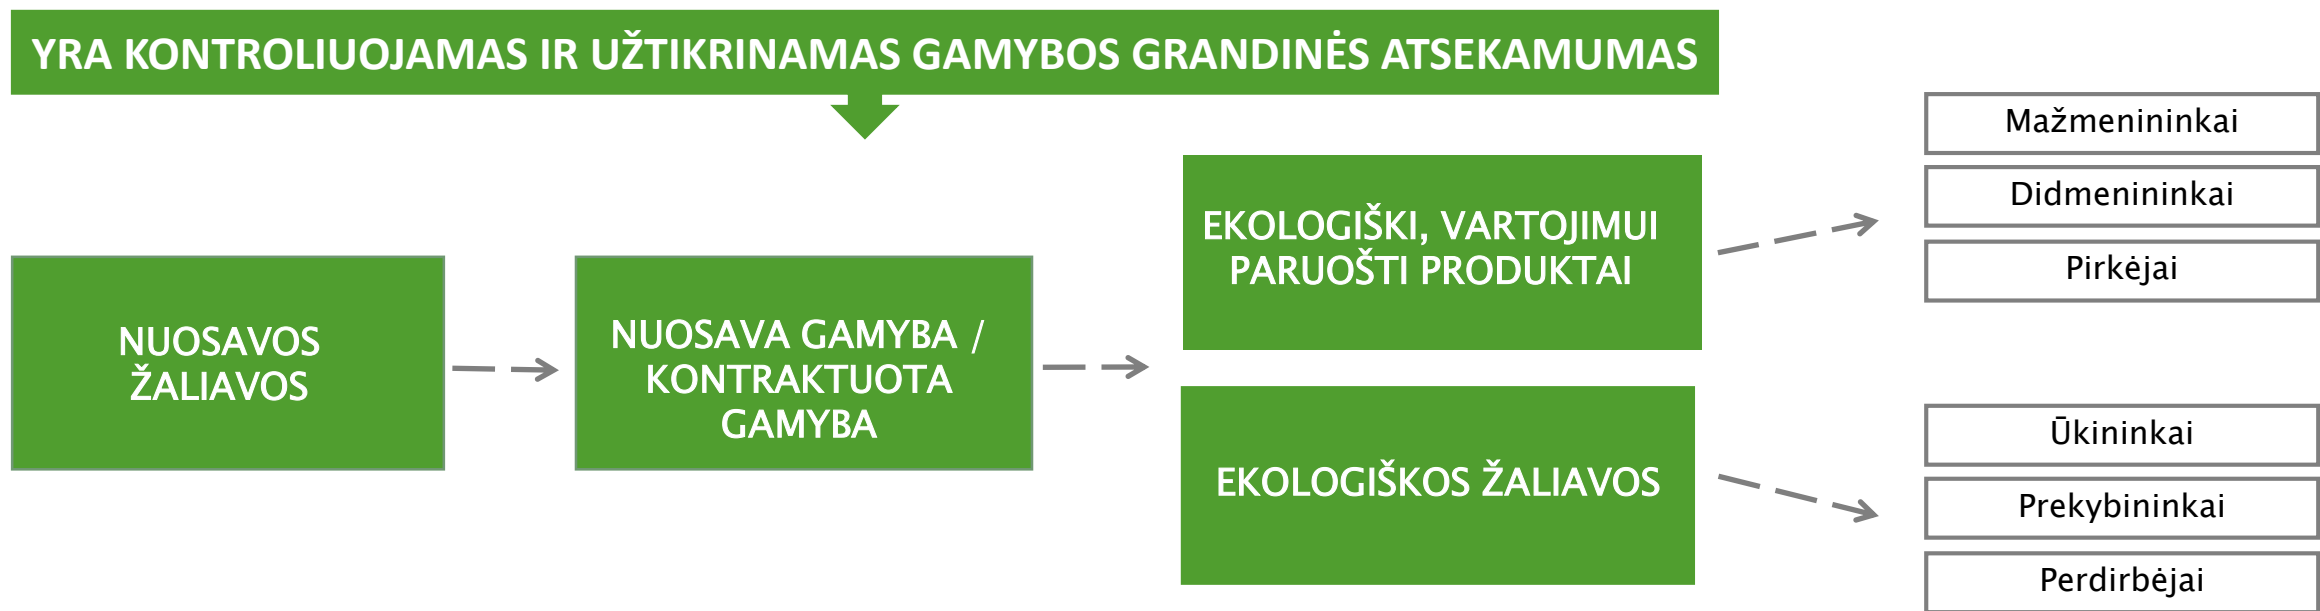 YRA KONTROLIUOJAMAS IR UŽTIKRINAMAS GAMYBOS GRANDINĖS ATSEKAMUMAS
NUOSAVOS
ŽALIAVOS
NUOSAVA GAMYBA /
KONTRAKTUOTA
GAMYBA
EKOLOGIŠKI, VARTOJIMUI
PARUOŠTI PRODUKTAI
EKOLOGIŠKOS ŽALIAVOS
Mažmenininkai
Didmenininkai
Pirkėjai
Ūkininkai
Prekybininkai
Perdirbėjai